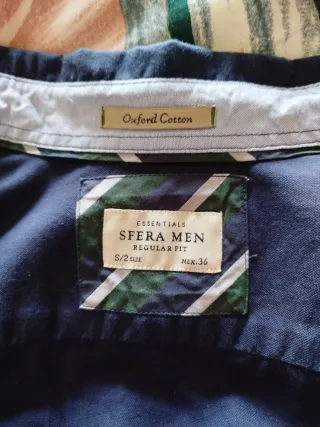 Oxford Cotton
ESSENTIALS
SFERA MEN
REGULAR FIT
S/2 SIZE MEX.36